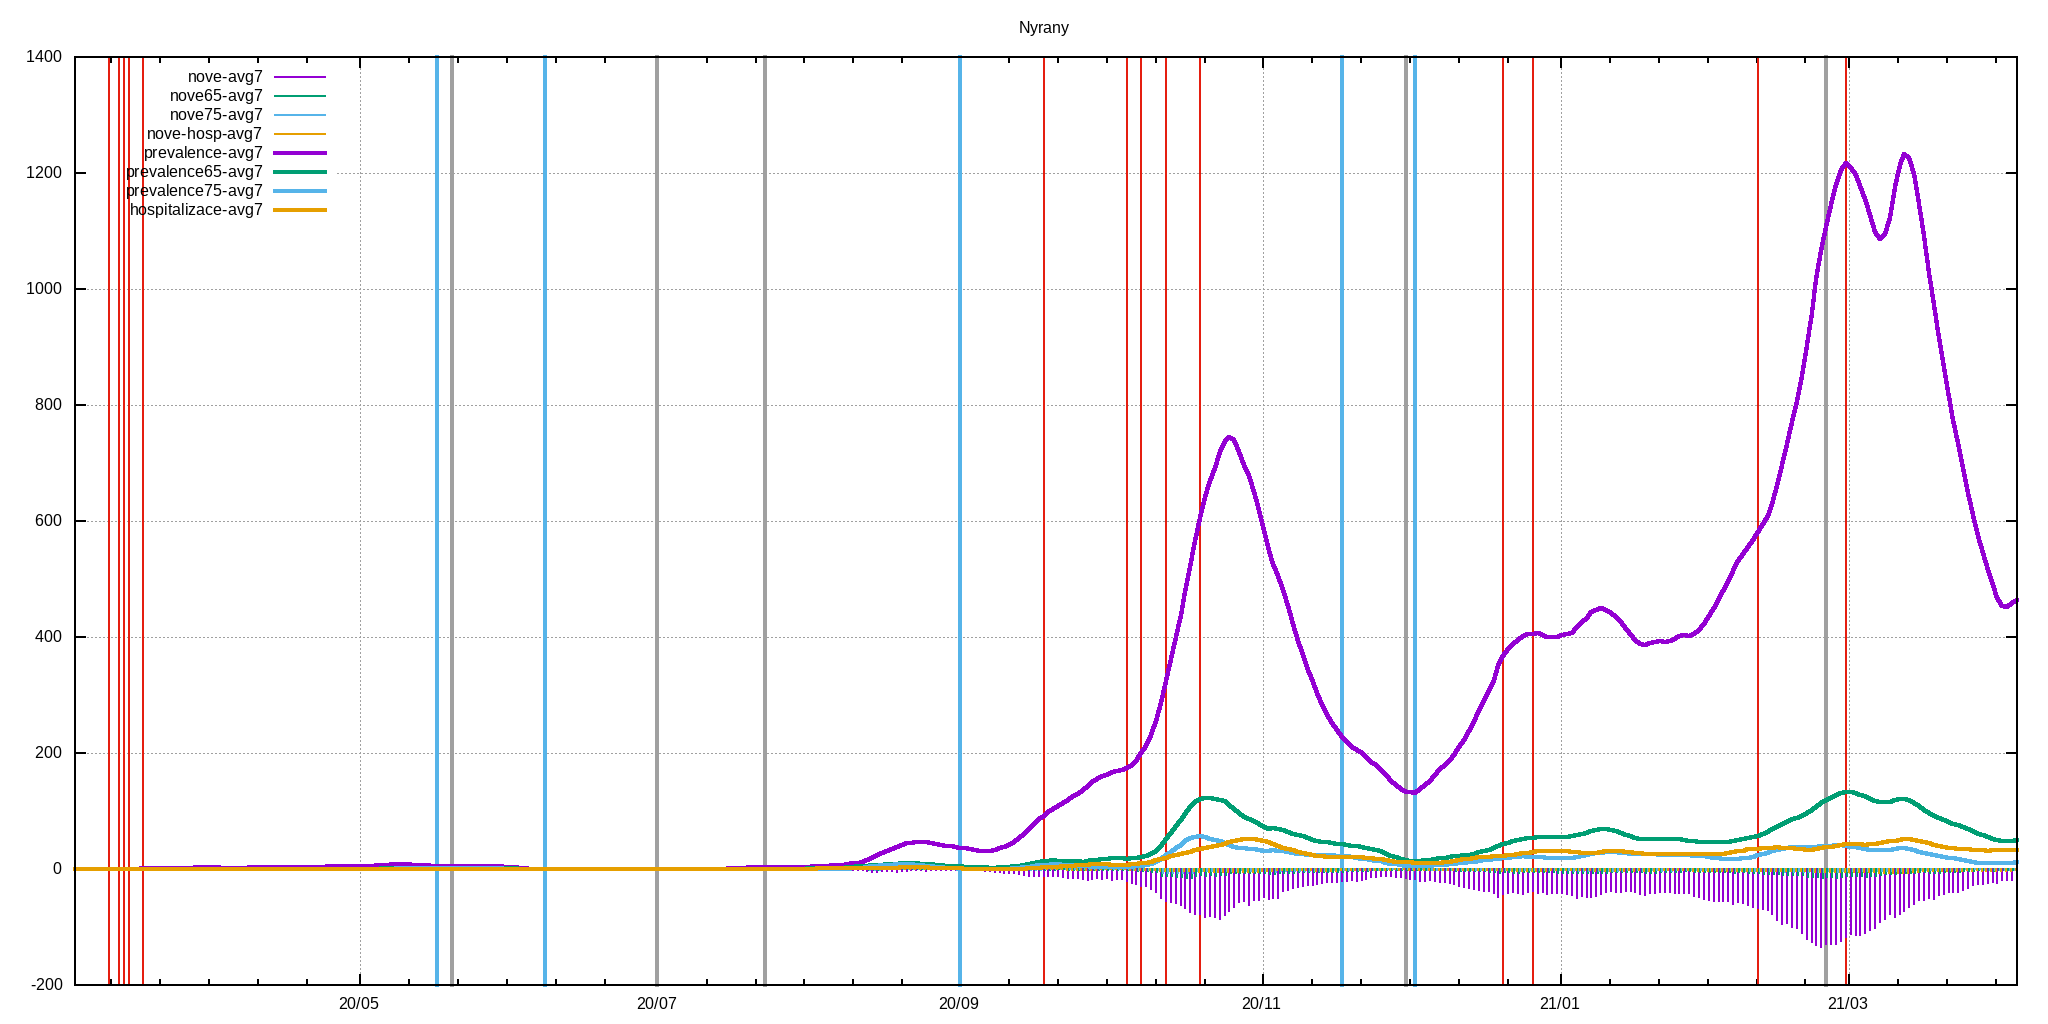 Nyrany
1400
1200
1000
800
600
400
200
0
-200
nove-avg7
nove65-avg7
nove75-avg7
nove-hosp-avg7
prevalence-avg7
prevalence65-avg7
prevalence75-avg7
hospitalizace-avg7
20/05 20/07 20/09 20/11 21/01 21/03